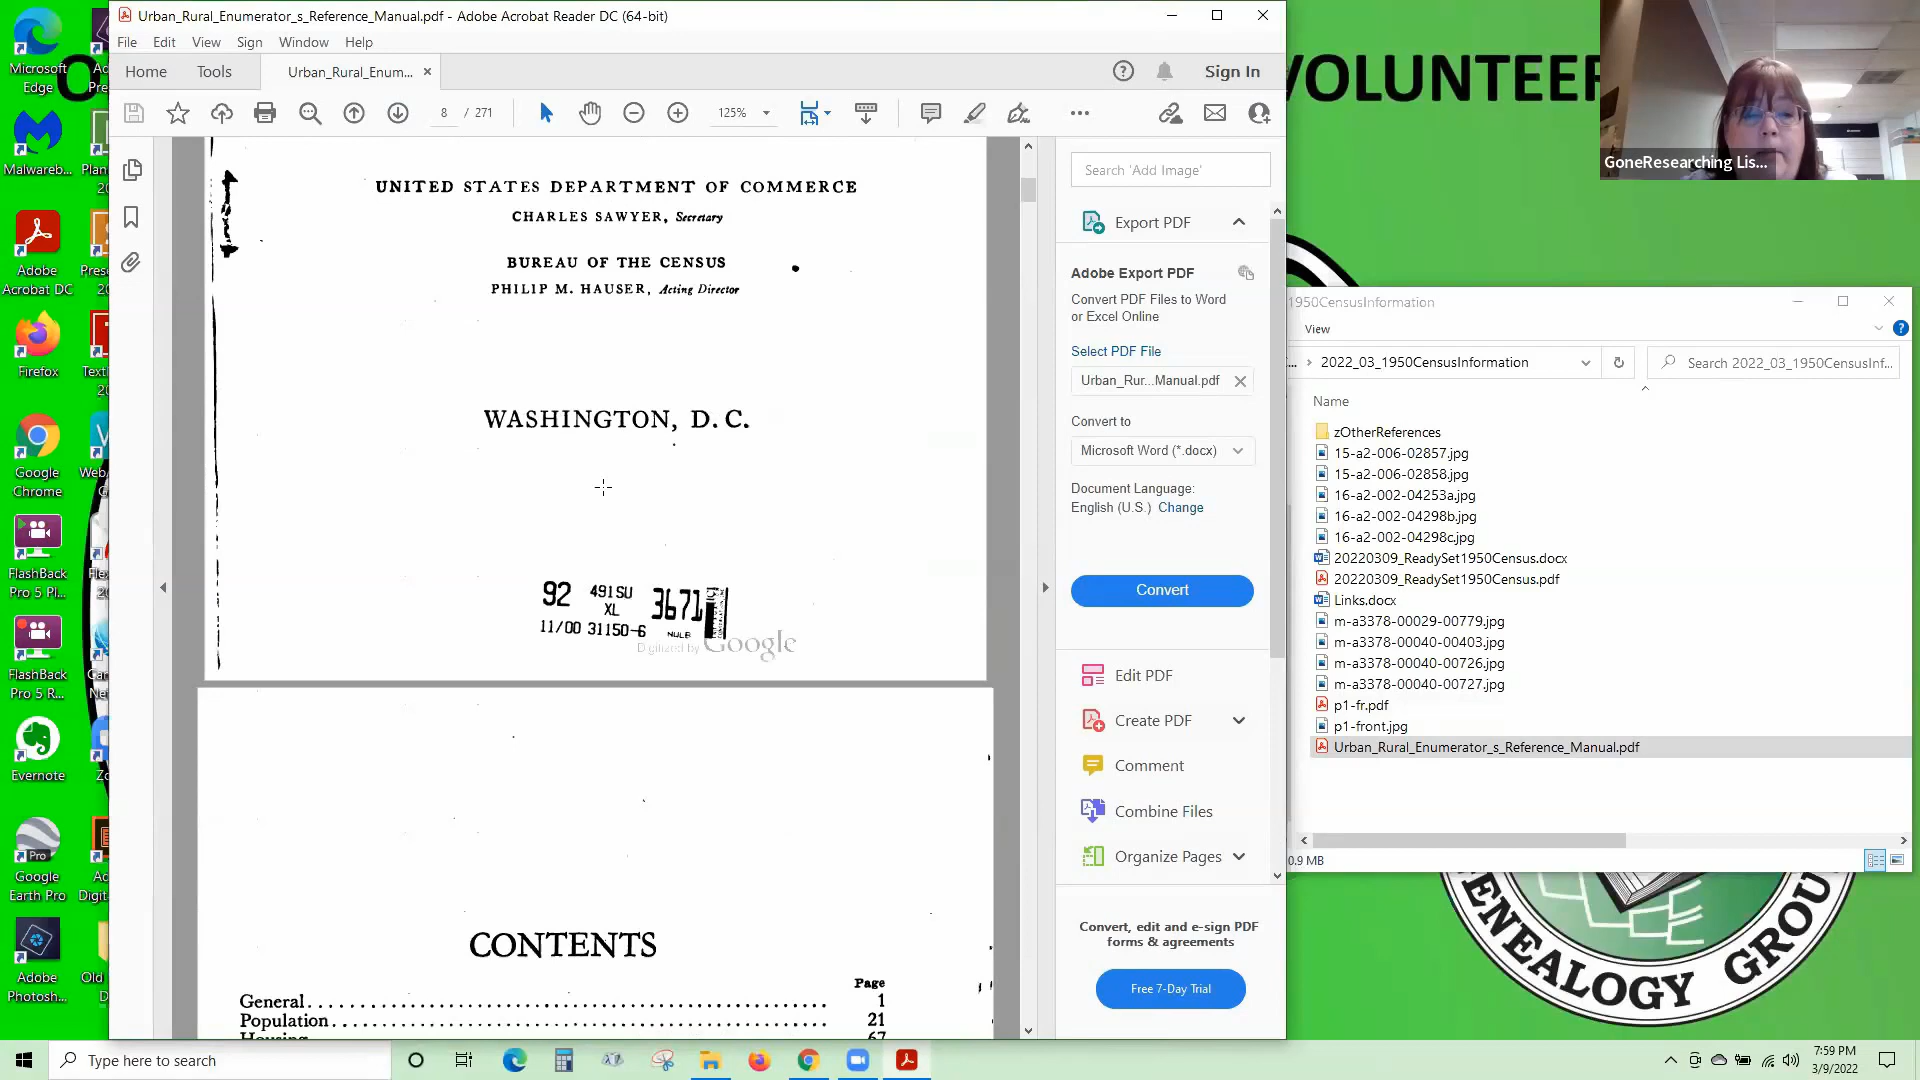 Urban_Rural_Enumerator_s_Reference_Manual.pdf - Adobe Acrobat Reader DC (64-bit)
File Edit View Sign Window Help
Home Tools Urban_Rural_Enum... ×
Sign In
8 / 271
125%
UNITED STATES DEPARTMENT OF COMMERCE
CHARLES SAWYER, Secretary
BUREAU OF THE CENSUS
PHILIP M. HAUSER, Acting Director
WASHINGTON, D. C.
92 491SU 3671
XL
11/00 31150-6 NULB
Digitized by Google
CONTENTS
Page
General 1
Population 21
Housing 67
Search 'Add Image'
Export PDF
Adobe Export PDF
Convert PDF Files to Word
or Excel Online
Select PDF File
Urban_Rur...Manual.pdf
Convert to
Microsoft Word (*.docx)
Document Language:
English (U.S.) Change
Convert
Edit PDF
Create PDF
Comment
Combine Files
Organize Pages
Convert, edit and e-sign PDF
forms & agreements
Free 7-Day Trial
VOLUNTEER
GoneResearching Lis...
1950CensusInformation
View
... › 2022_03_1950CensusInformation
Search 2022_03_1950CensusInf...
Name
zOtherReferences
15-a2-006-02857.jpg
15-a2-006-02858.jpg
16-a2-002-04253a.jpg
16-a2-002-04298b.jpg
16-a2-002-04298c.jpg
20220309_ReadySet1950Census.docx
20220309_ReadySet1950Census.pdf
Links.docx
m-a3378-00029-00779.jpg
m-a3378-00040-00403.jpg
m-a3378-00040-00726.jpg
m-a3378-00040-00727.jpg
p1-fr.pdf
p1-front.jpg
Urban_Rural_Enumerator_s_Reference_Manual.pdf
0.9 MB
ENEALOGY GROU
Microsoft
Edge
Malwareb...
Adobe
Acrobat DC
Firefox
Google
Chrome
FlashBack
Pro 5 Pl...
FlashBack
Pro 5 R...
Evernote
Google
Earth Pro
Adobe
Photosh...
Type here to search
7:59 PM
3/9/2022